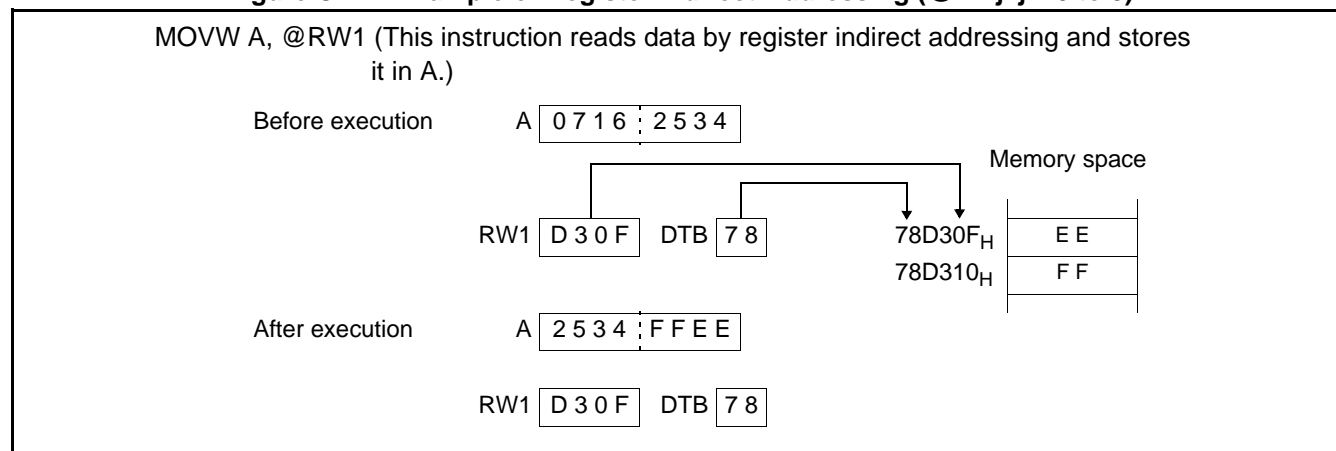 MOVW A, @RW1 (This instruction reads data by register indirect addressing and stores
it in A.)
Before execution A 0716 2534
Memory space
RW1 D30F DTB 78 78D30FH EE
78D310H FF
After execution A 2534 FFEE
RW1 D30F DTB 78